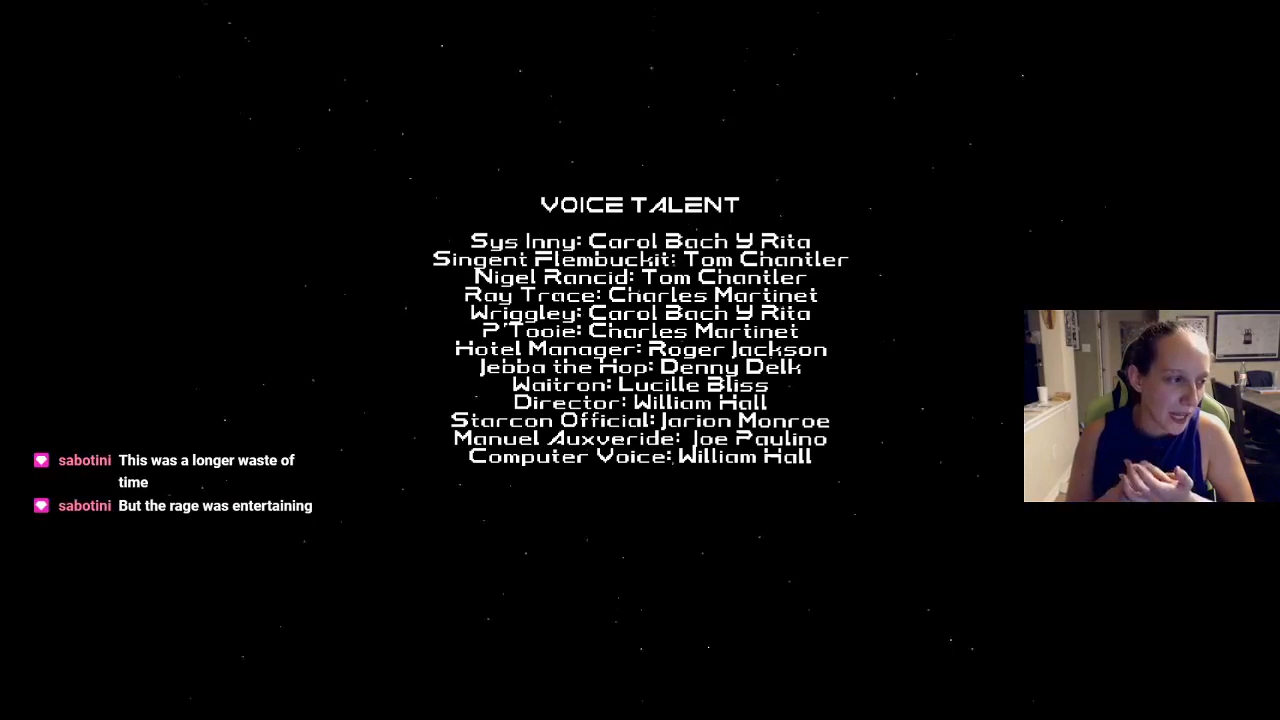 VOICE TALENT
Sys Inny: Carol Bach Y Rita
Singent Flembuckit: Tom Chantler
Nigel Rancid: Tom Chantler
Ray Trace: Charles Martinet
Wriggley: Carol Bach Y Rita
P'Tooie: Charles Martinet
Hotel Manager: Roger Jackson
Jebba the Hop: Denny Delk
Waitron: Lucille Bliss
Director: William Hall
Starcon Official: Jarion Monroe
Manuel Auxveride: Joe Paulino
Computer Voice: William Hall
sabotini This was a longer waste of
time
sabotini But the rage was entertaining